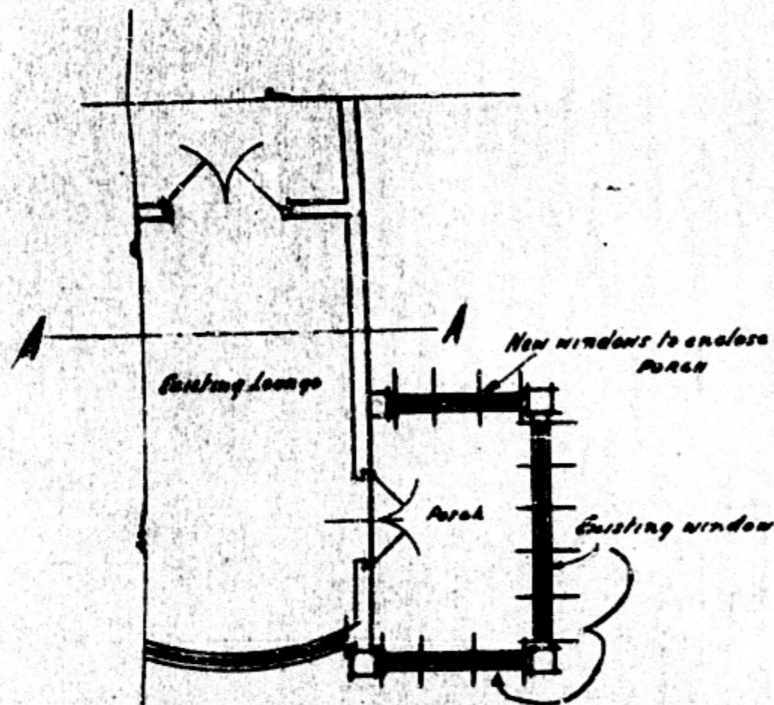 A A
New windows to enclose
PORCH
Existing Lounge
Porch
Existing window